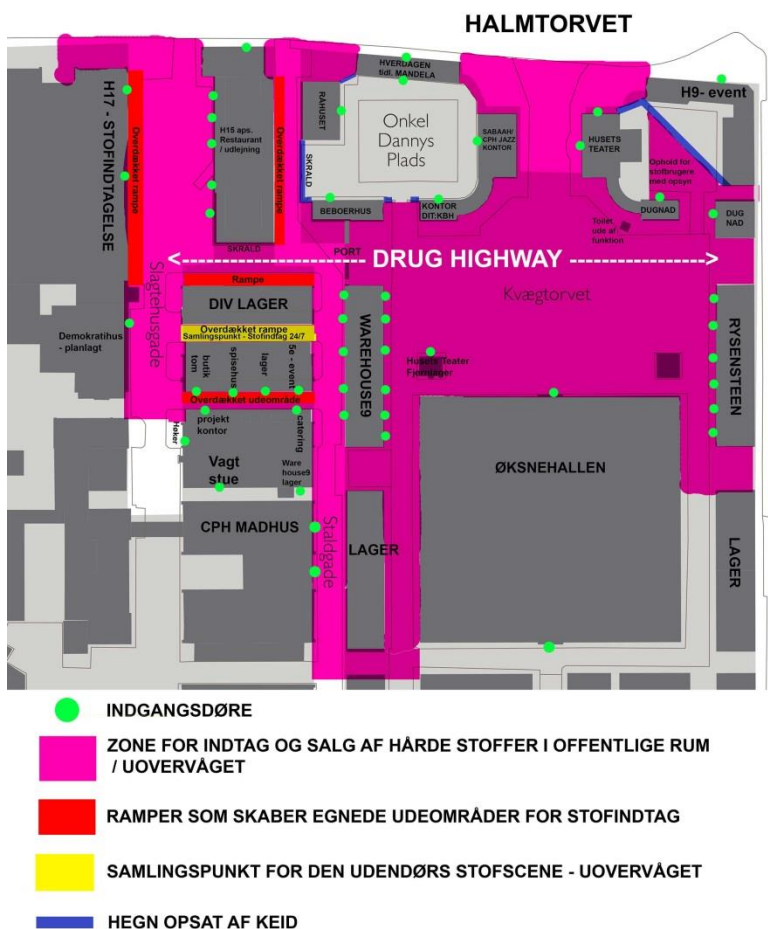 HALMTORVET
HVERDAGEN
tidl. MANDELA
H9- event
H17 - STOFINDTAGELSE
Overdækket rampe
H15 aps.
Restaurant
/ udlejning
Overdækket rampe
RÅHUSET
Onkel
Dannys
Plads
SABAAH/
CPH JAZZ
KONTOR
HUSETS
TEATER
Ophold for
stofbrugere
med opsyn
SKRALD
BEBOERHUS
KONTOR
DIT:KBH
DUGNAD
DUG
NAD
Toilet
ude af
funktion
SKRALD
PORT
<---- DRUG HIGHWAY ---->
Slagtehusgade
Rampe
Kvægtorvet
DIV LAGER
Overdækket rampe
Samlingspunkt - Stofindtag 24/7
Demokratihus
- planlagt
butik
tom
spisehus
lager
5e - event
WAREHOUSE9
Husets Teater
Fjernlager
RYSENSTEEN
Overdækket udeområde
Høker
projekt
kontor
catering
Vagt
stue
Ware
house9
lager
ØKSNEHALLEN
CPH MADHUS
Staldgade
LAGER
LAGER
INDGANGSDØRE
ZONE FOR INDTAG OG SALG AF HÅRDE STOFFER I OFFENTLIGE RUM
/ UOVERVÅGET
RAMPER SOM SKABER EGNEDE UDEOMRÅDER FOR STOFINDTAG
SAMLINGSPUNKT FOR DEN UDENDØRS STOFSCENE - UOVERVÅGET
HEGN OPSAT AF KEID